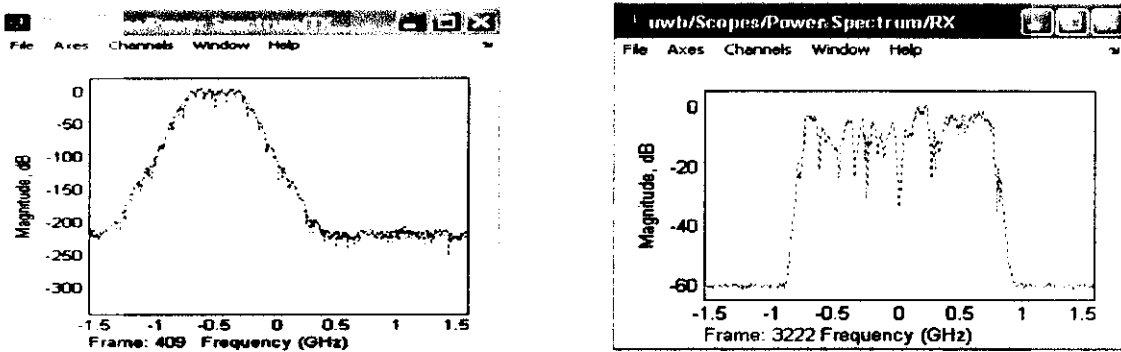 File Axes Channels Window Help
0
-50
-100
-150
-200
-250
-300
Magnitude, dB
-1.5 -1 -0.5 0 0.5 1 1.5
Frame: 409 Frequency (GHz)
uwb/Scopes/Power Spectrum/RX
File Axes Channels Window Help
0
-20
-40
-60
Magnitude, dB
-1.5 -1 -0.5 0 0.5 1 1.5
Frame: 3222 Frequency (GHz)